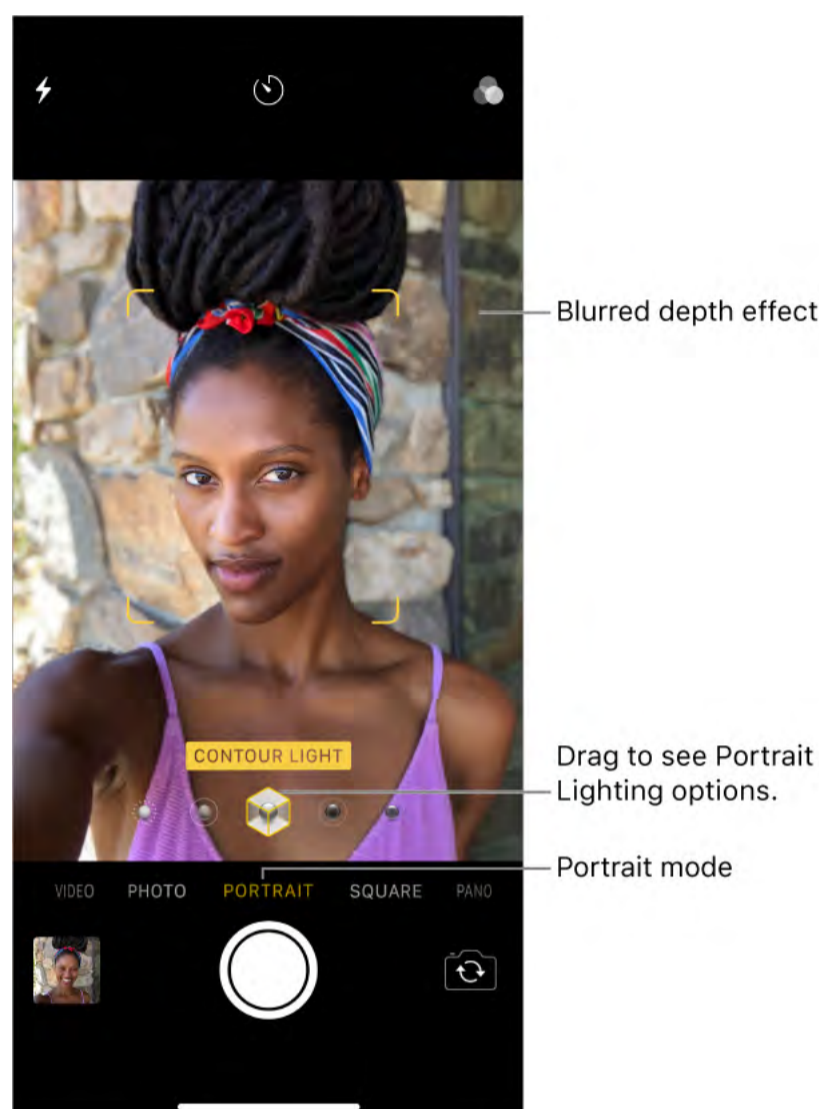 Blurred depth effect
CONTOUR LIGHT
Drag to see Portrait
Lighting options.
Portrait mode
VIDEO PHOTO PORTRAIT SQUARE PANO